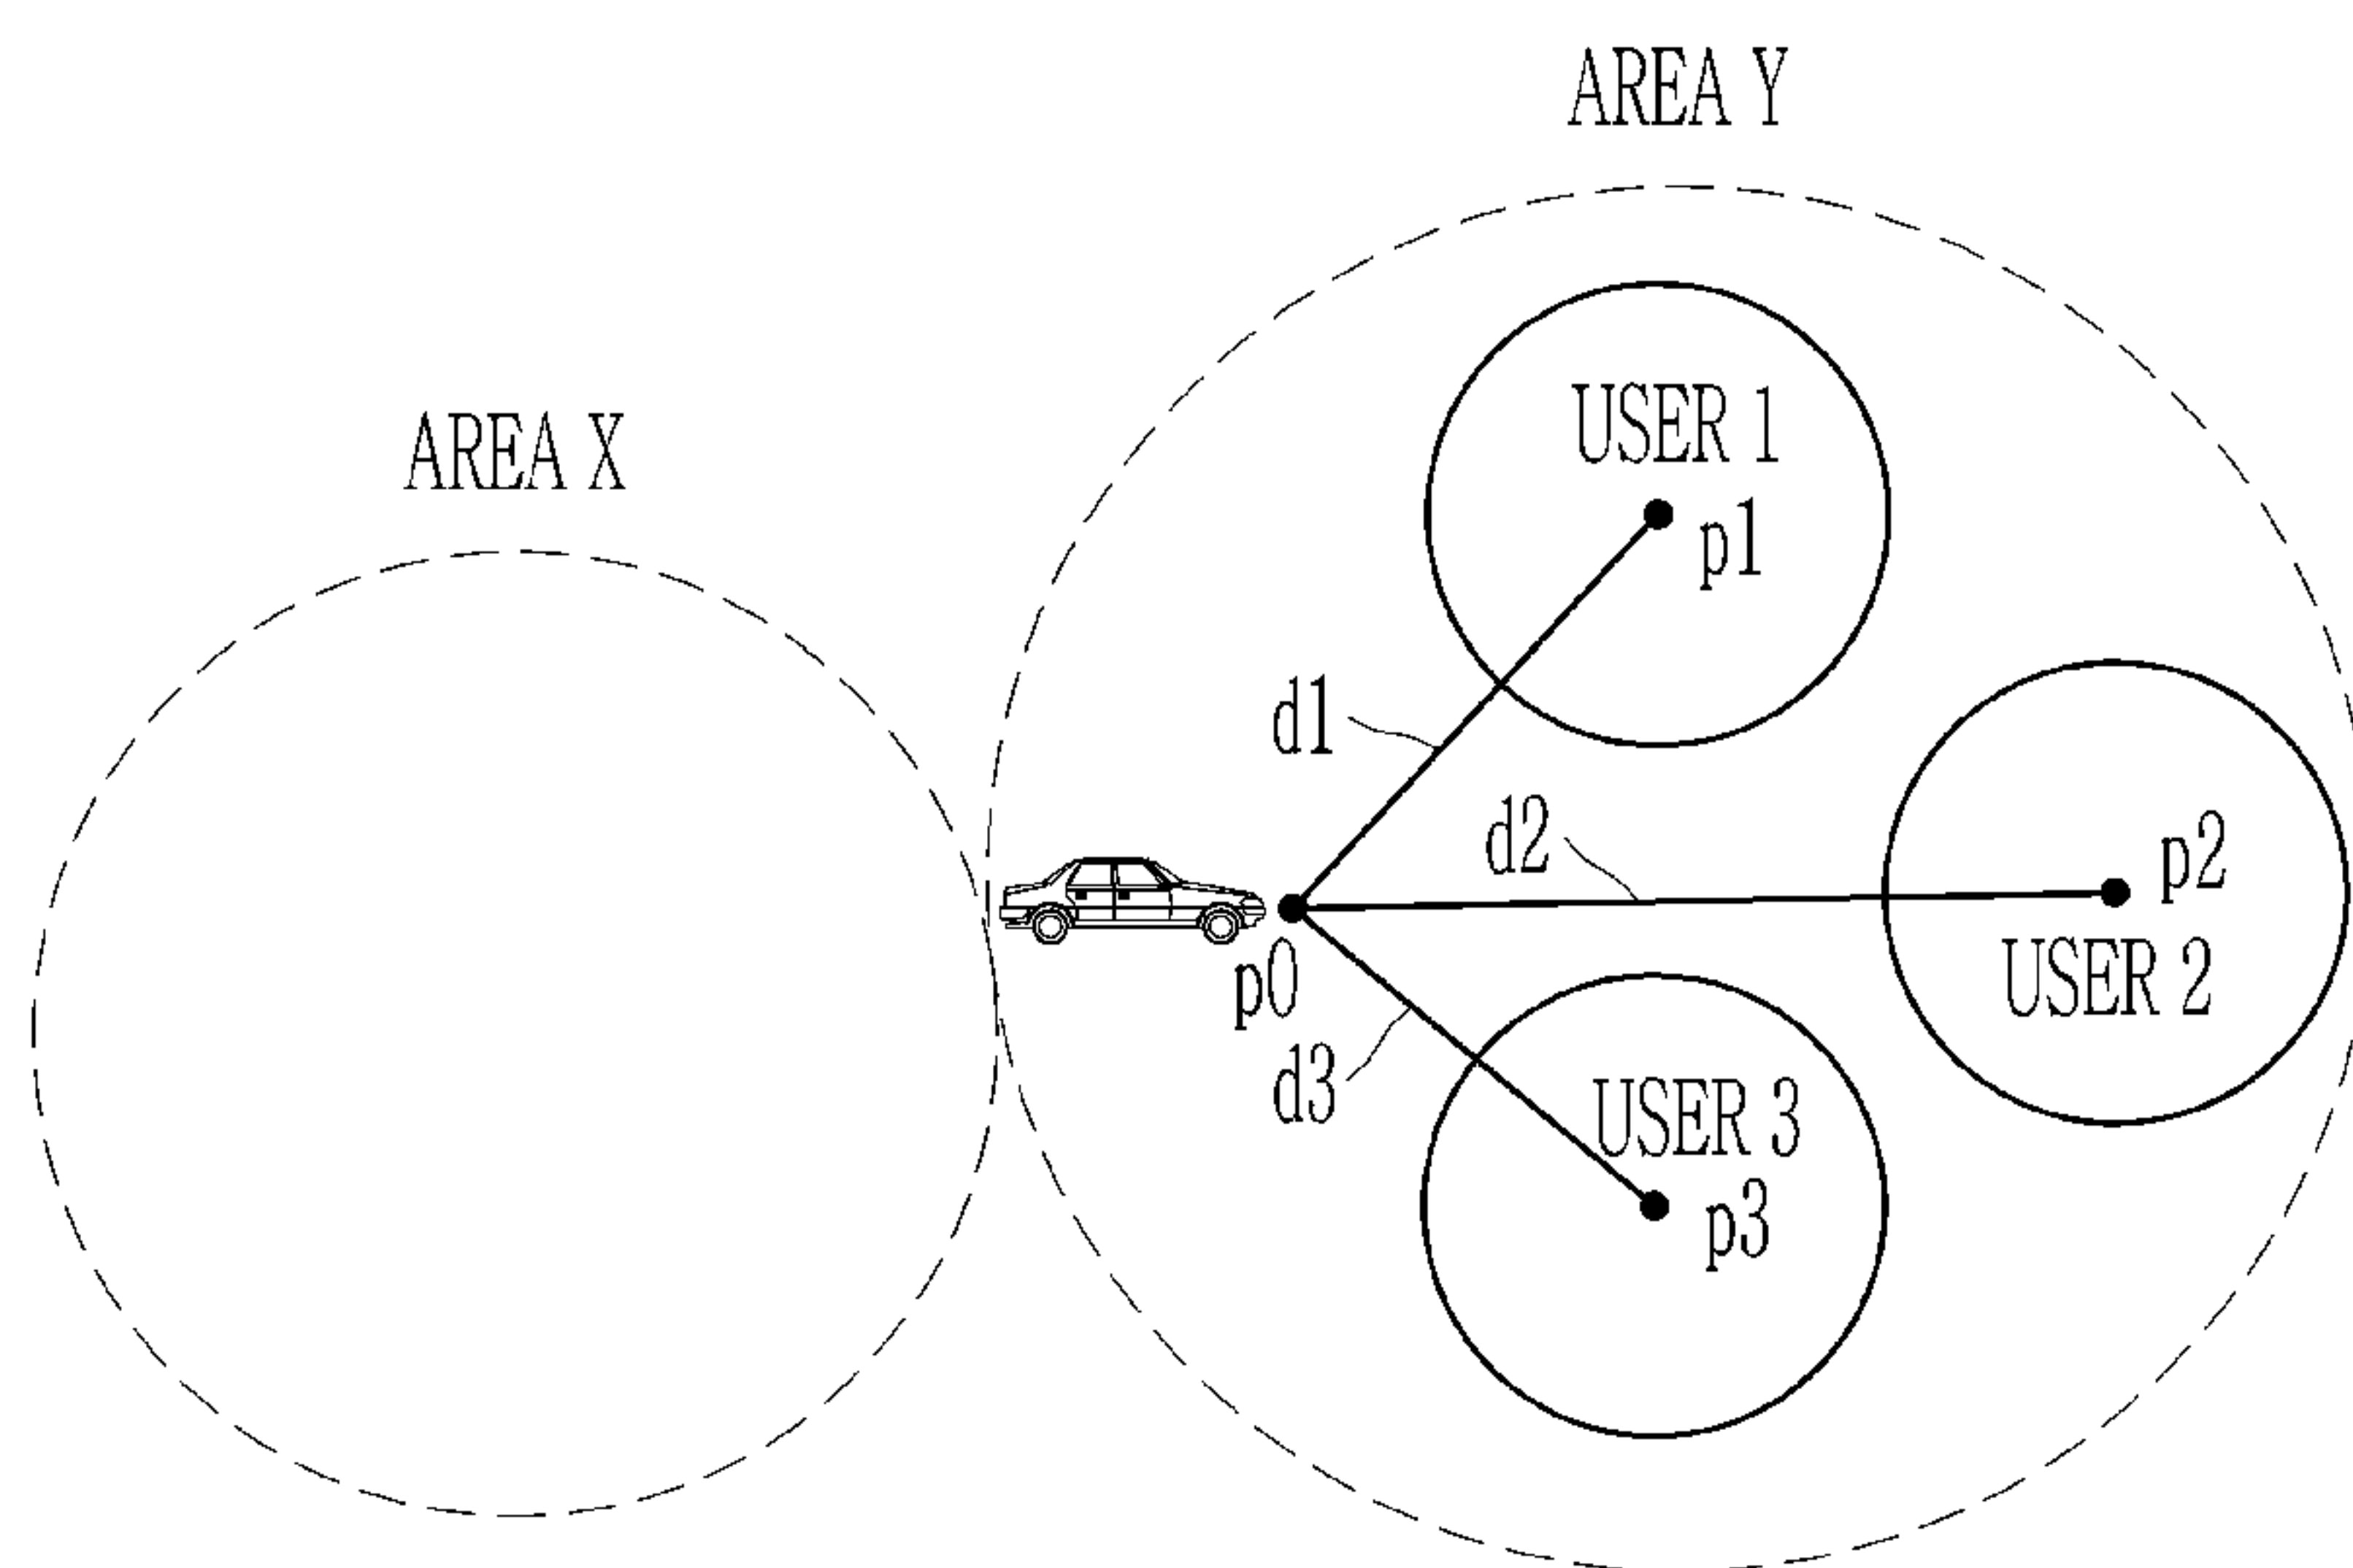 AREA Y
AREA X
USER 1
p1
d1
d2
p2
p0
USER 2
d3
USER 3
p3